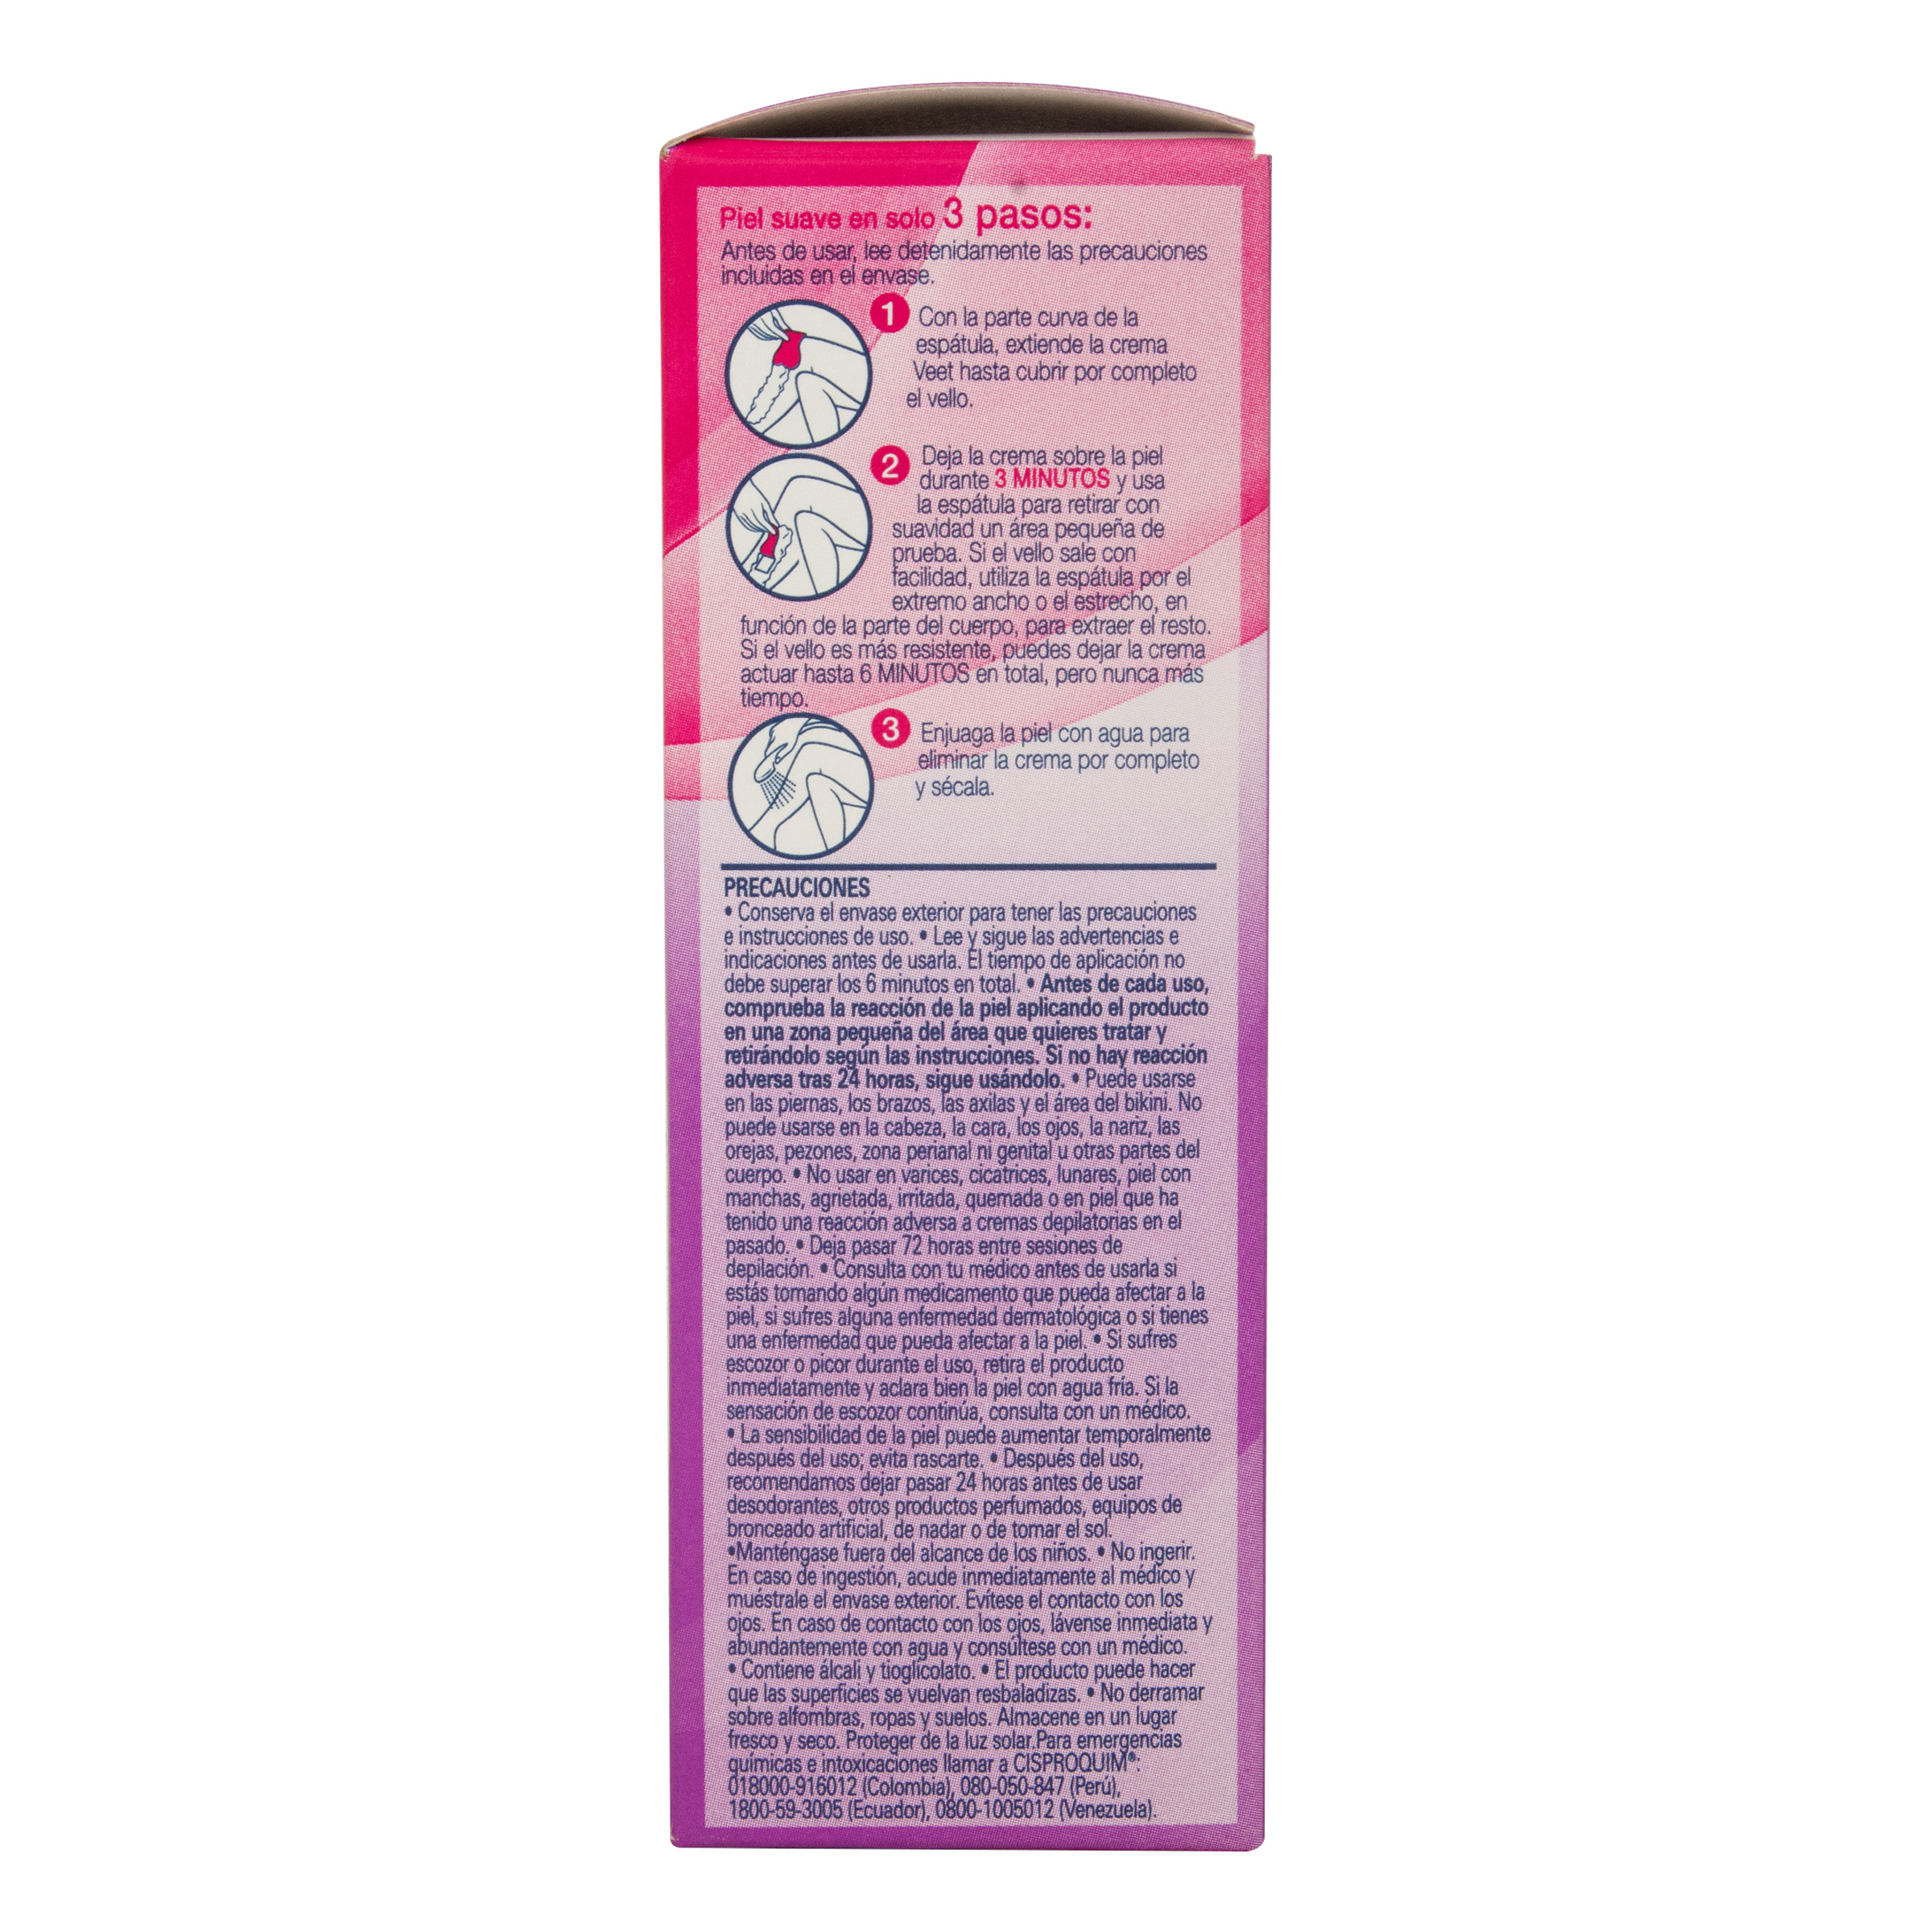 Piel suave en solo 3 pasos:
Antes de usar, lee detenidamente las precauciones
incluidas en el envase.
1 Con la parte curva de la
espátula, extiende la crema
Veet hasta cubrir por completo
el vello.
2 Deja la crema sobre la piel
durante 3 MINUTOS y usa
la espátula para retirar con
suavidad un área pequeña de
prueba. Si el vello sale con
facilidad, utiliza la espátula por el
extremo ancho o el estrecho, en
función de la parte del cuerpo, para extraer el resto.
Si el vello es más resistente, puedes dejar la crema
actuar hasta 6 MINUTOS en total, pero nunca más
tiempo.
3 Enjuaga la piel con agua para
eliminar la crema por completo
y sécala.
PRECAUCIONES
• Conserva el envase exterior para tener las precauciones
e instrucciones de uso. • Lee y sigue las advertencias e
indicaciones antes de usarla. El tiempo de aplicación no
debe superar los 6 minutos en total. • Antes de cada uso,
comprueba la reacción de la piel aplicando el producto
en una zona pequeña del área que quieres tratar y
retirándolo según las instrucciones. Si no hay reacción
adversa tras 24 horas, sigue usándolo. • Puede usarse
en las piernas, los brazos, las axilas y el área del bikini. No
puede usarse en la cabeza, la cara, los ojos, la nariz, las
orejas, pezones, zona perianal ni genital u otras partes del
cuerpo. • No usar en varices, cicatrices, lunares, piel con
manchas, agrietada, irritada, quemada o en piel que ha
tenido una reacción adversa a cremas depilatorias en el
pasado. • Deja pasar 72 horas entre sesiones de
depilación. • Consulta con tu médico antes de usarla si
estás tomando algún medicamento que pueda afectar a la
piel, si sufres alguna enfermedad dermatológica o si tienes
una enfermedad que pueda afectar a la piel. • Si sufres
escozor o picor durante el uso, retira el producto
inmediatamente y aclara bien la piel con agua fría. Si la
sensación de escozor continúa, consulta con un médico.
• La sensibilidad de la piel puede aumentar temporalmente
después del uso; evita rascarte. • Después del uso,
recomendamos dejar pasar 24 horas antes de usar
desodorantes, otros productos perfumados, equipos de
bronceado artificial, de nadar o de tomar el sol.
•Manténgase fuera del alcance de los niños. • No ingerir.
En caso de ingestión, acude inmediatamente al médico y
muéstrale el envase exterior. Evítese el contacto con los
ojos. En caso de contacto con los ojos, lávense inmediata y
abundantemente con agua y consúltese con un médico.
• Contiene álcali y tioglicolato. • El producto puede hacer
que las superficies se vuelvan resbaladizas. • No derramar
sobre alfombras, ropas y suelos. Almacene en un lugar
fresco y seco. Proteger de la luz solar.Para emergencias
químicas e intoxicaciones llamar a CISPROQUIM®:
018000-916012 (Colombia), 080-050-847 (Perú),
1800-59-3005 (Ecuador), 0800-1005012 (Venezuela).